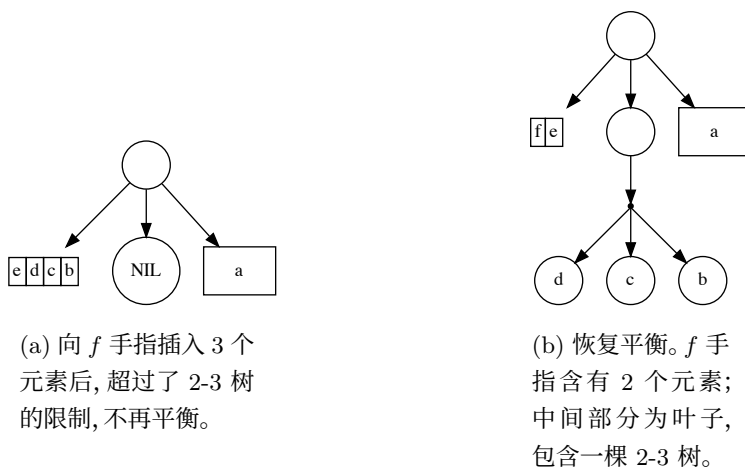 f e
a
NIL
e d c b
a
d
c
b
(a) 向 f 手指插入 3 个
元素后, 超过了 2-3 树
的限制, 不再平衡。
(b) 恢复平衡。f 手
指含有 2 个元素;
中间部分为叶子,
包含一棵 2-3 树。